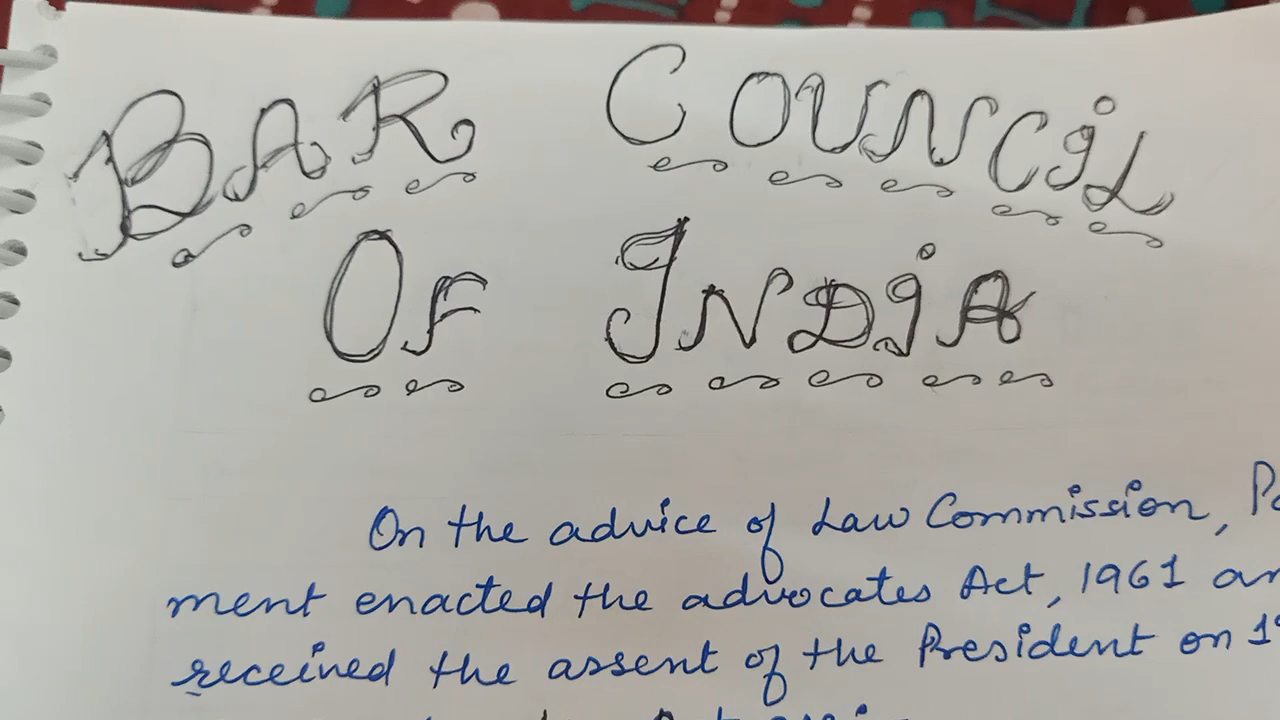 BAR COUNCIL
OF INDIA
On the advice of Law Commission,
ment enacted the advocates Act, 1961
received the assent of the President on